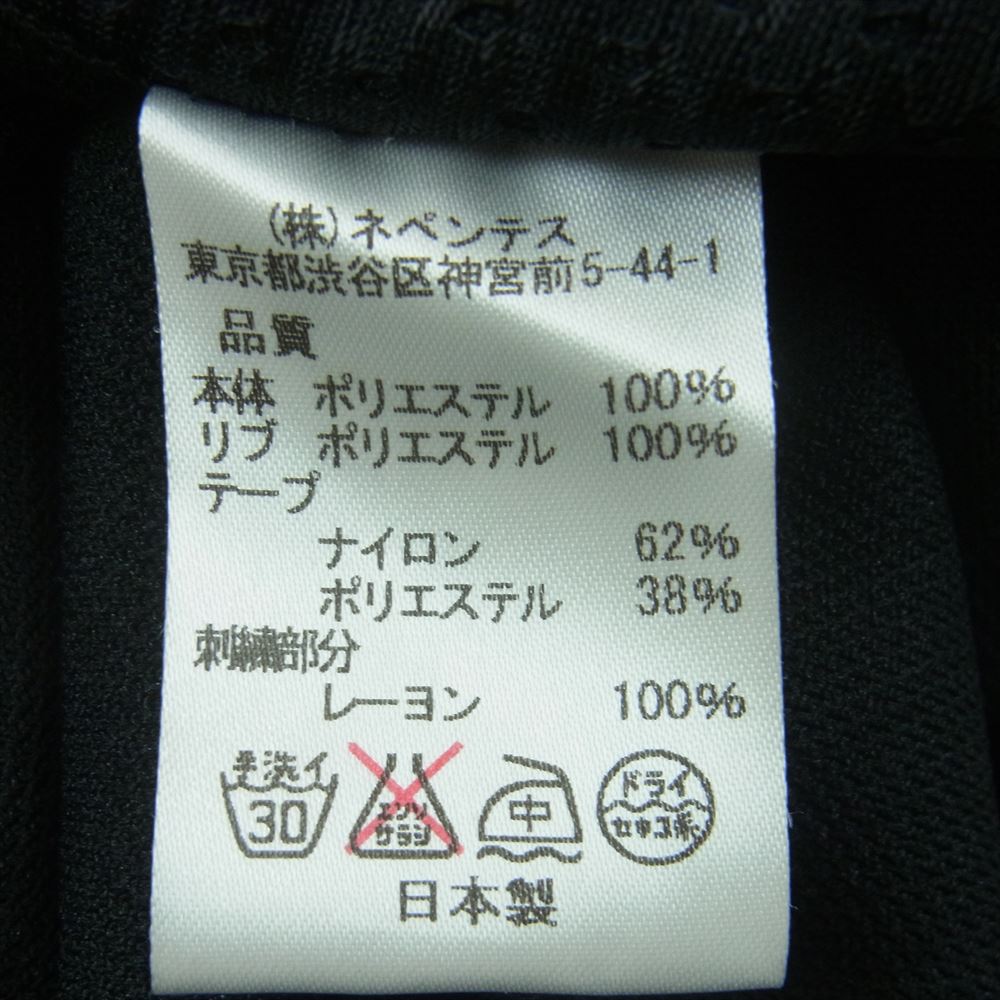 (株)ネペンテス
東京都渋谷区神宮前5-44-1
品質
本体 ポリエステル 100%
リブ ポリエステル 100%
テープ
ナイロン 62%
ポリエステル 38%
刺繍部分
レーヨン 100%
手洗イ 30
エンソサラシ
中
ドライ セキユ系
日本製